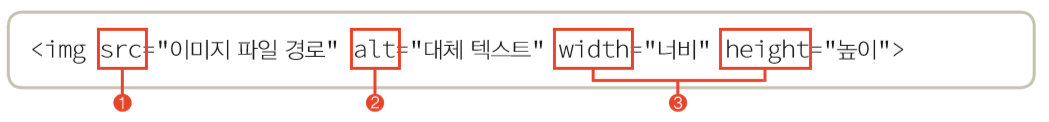 <img src="이미지 파일 경로" alt="대체 텍스트" width="너비" height="높이">
1 2 3